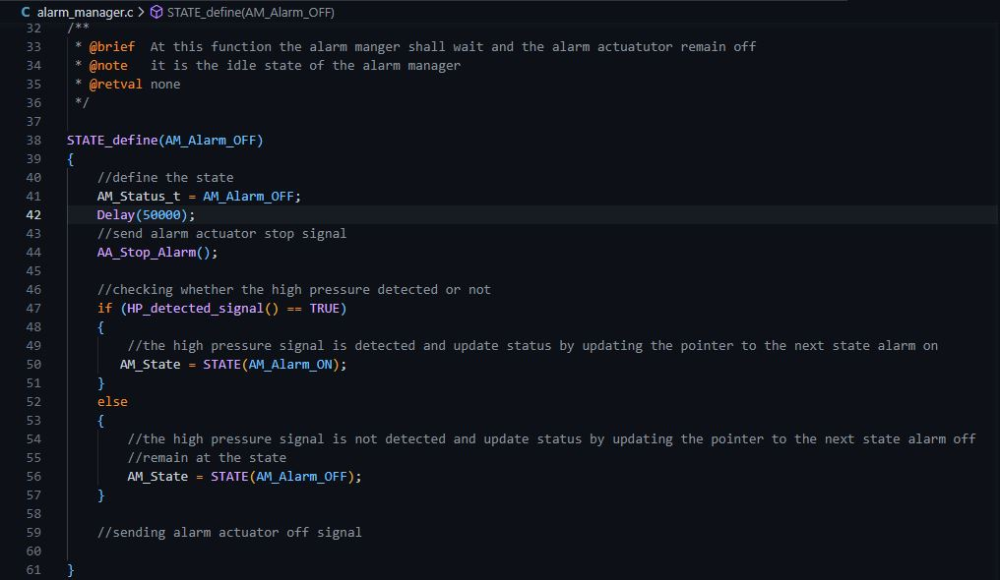 C alarm_manager.c > STATE_define(AM_Alarm_OFF)
32 /**
33 * @brief At this function the alarm manger shall wait and the alarm actuatutor remain off
34 * @note it is the idle state of the alarm manager
35 * @retval none
36 */
37
38 STATE_define(AM_Alarm_OFF)
39 {
40 //define the state
41 AM_Status_t = AM_Alarm_OFF;
42 Delay(50000);
43 //send alarm actuator stop signal
44 AA_Stop_Alarm();
45
46 //checking whether the high pressure detected or not
47 if (HP_detected_signal() == TRUE)
48 {
49 //the high pressure signal is detected and update status by updating the pointer to the next state alarm on
50 AM_State = STATE(AM_Alarm_ON);
51 }
52 else
53 {
54 //the high pressure signal is not detected and update status by updating the pointer to the next state alarm off
55 //remain at the state
56 AM_State = STATE(AM_Alarm_OFF);
57 }
58
59 //sending alarm actuator off signal
60
61 }